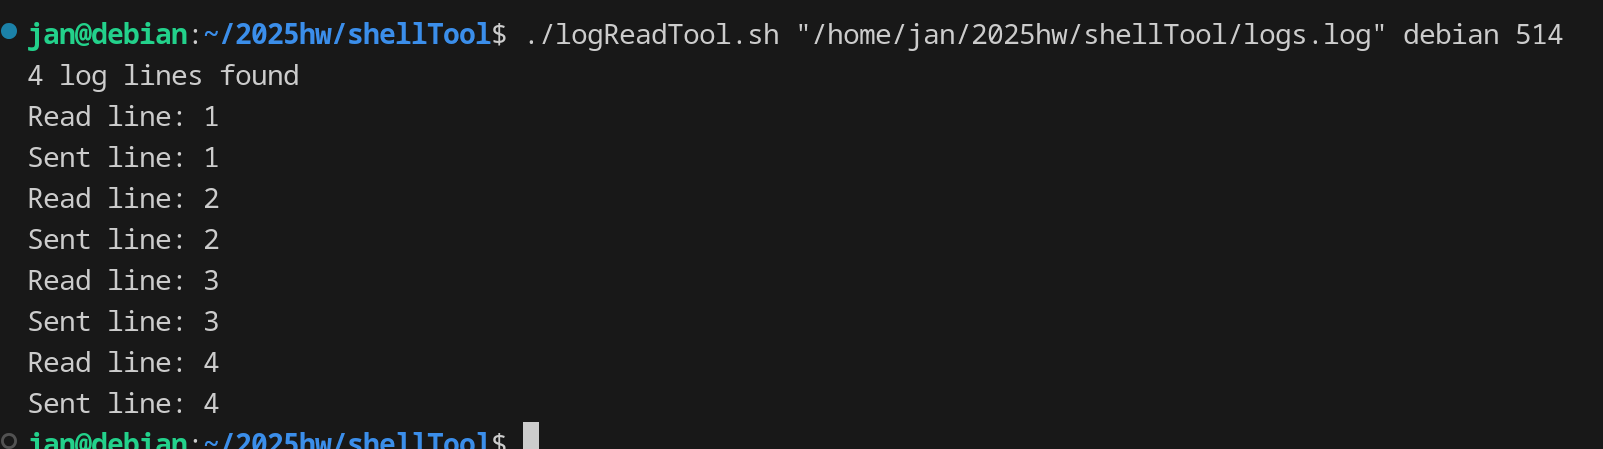 jan@debian:~/2025hw/shellTool$ ./logReadTool.sh "/home/jan/2025hw/shellTool/logs.log" debian 514
4 log lines found
Read line: 1
Sent line: 1
Read line: 2
Sent line: 2
Read line: 3
Sent line: 3
Read line: 4
Sent line: 4
jan@debian:~/2025hw/shellTool$